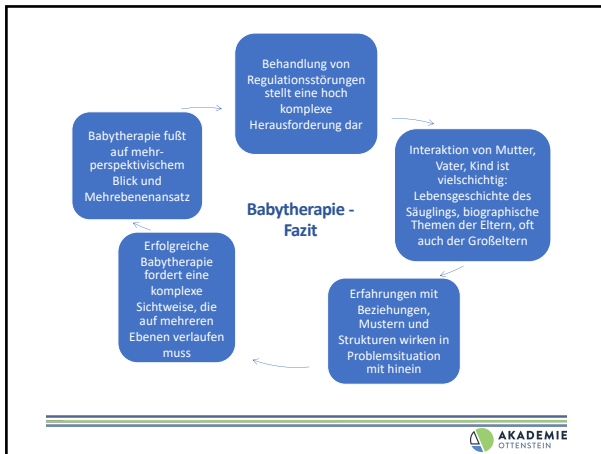 Behandlung von
Regulationsstörungen
stellt eine hoch
komplexe
Herausforderung dar
Interaktion von Mutter,
Vater, Kind ist
vielschichtig:
Lebensgeschichte des
Säuglings, biographische
Themen der Eltern, oft
auch der Großeltern
Erfahrungen mit
Beziehungen,
Mustern und
Strukturen wirken in
Problemsituation
mit hinein
Erfolgreiche
Babytherapie
fordert eine
komplexe
Sichtweise, die
auf mehreren
Ebenen verlaufen
muss
Babytherapie fußt
auf mehr-
perspektivischem
Blick und
Mehrebenenansatz
Babytherapie -
Fazit
AKADEMIE
OTTENSTEIN